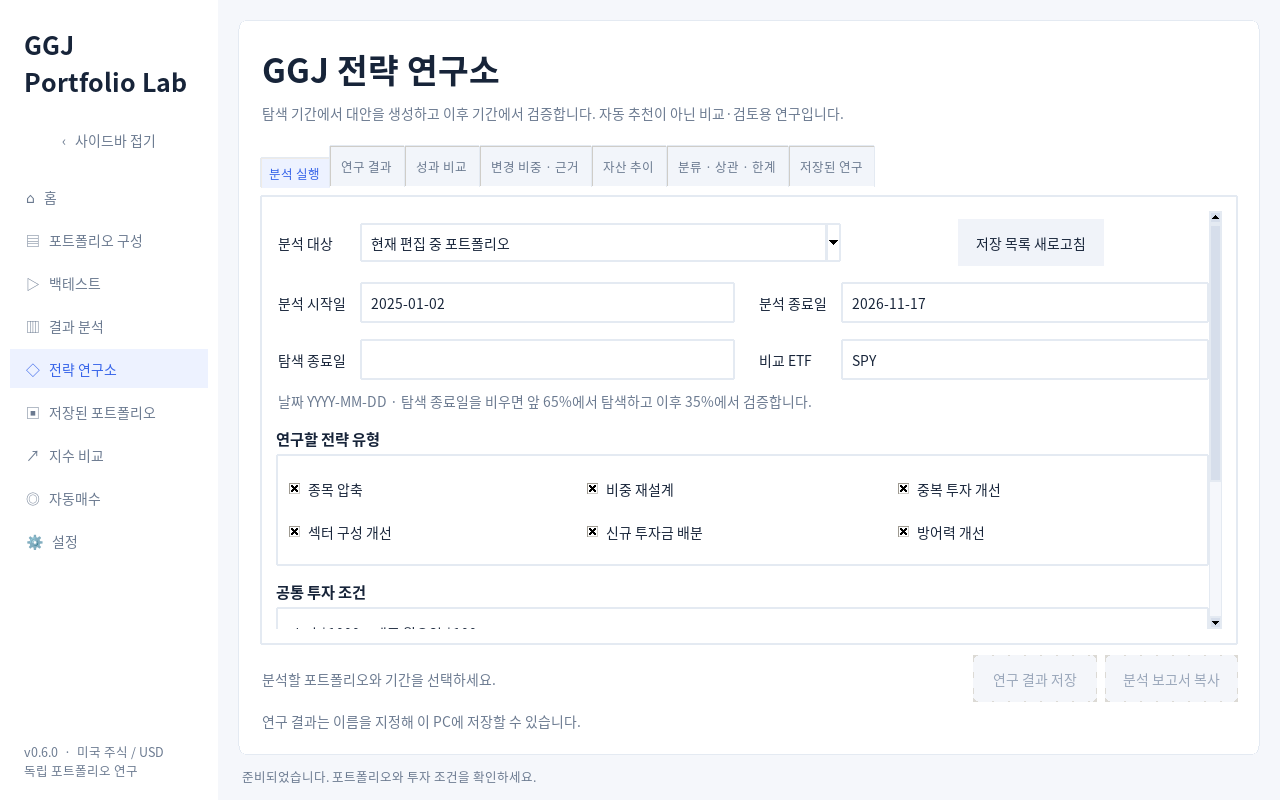 GGJ
Portfolio Lab
‹ 사이드바 접기
홈
포트폴리오 구성
백테스트
결과 분석
전략 연구소
저장된 포트폴리오
지수 비교
자동매수
설정
v0.6.0 · 미국 주식 / USD
독립 포트폴리오 연구
GGJ 전략 연구소
탐색 기간에서 대안을 생성하고 이후 기간에서 검증합니다. 자동 추천이 아닌 비교·검토용 연구입니다.
분석 실행 연구 결과 성과 비교 변경 비중 · 근거 자산 추이 분류 · 상관 · 한계 저장된 연구
분석 대상 현재 편집 중 포트폴리오 저장 목록 새로고침
분석 시작일 2025-01-02 분석 종료일 2026-11-17
탐색 종료일 비교 ETF SPY
날짜 YYYY-MM-DD · 탐색 종료일을 비우면 앞 65%에서 탐색하고 이후 35%에서 검증합니다.
연구할 전략 유형
종목 압축 비중 재설계 중복 투자 개선
섹터 구성 개선 신규 투자금 배분 방어력 개선
공통 투자 조건
분석할 포트폴리오와 기간을 선택하세요. 연구 결과 저장 분석 보고서 복사
연구 결과는 이름을 지정해 이 PC에 저장할 수 있습니다.
준비되었습니다. 포트폴리오와 투자 조건을 확인하세요.